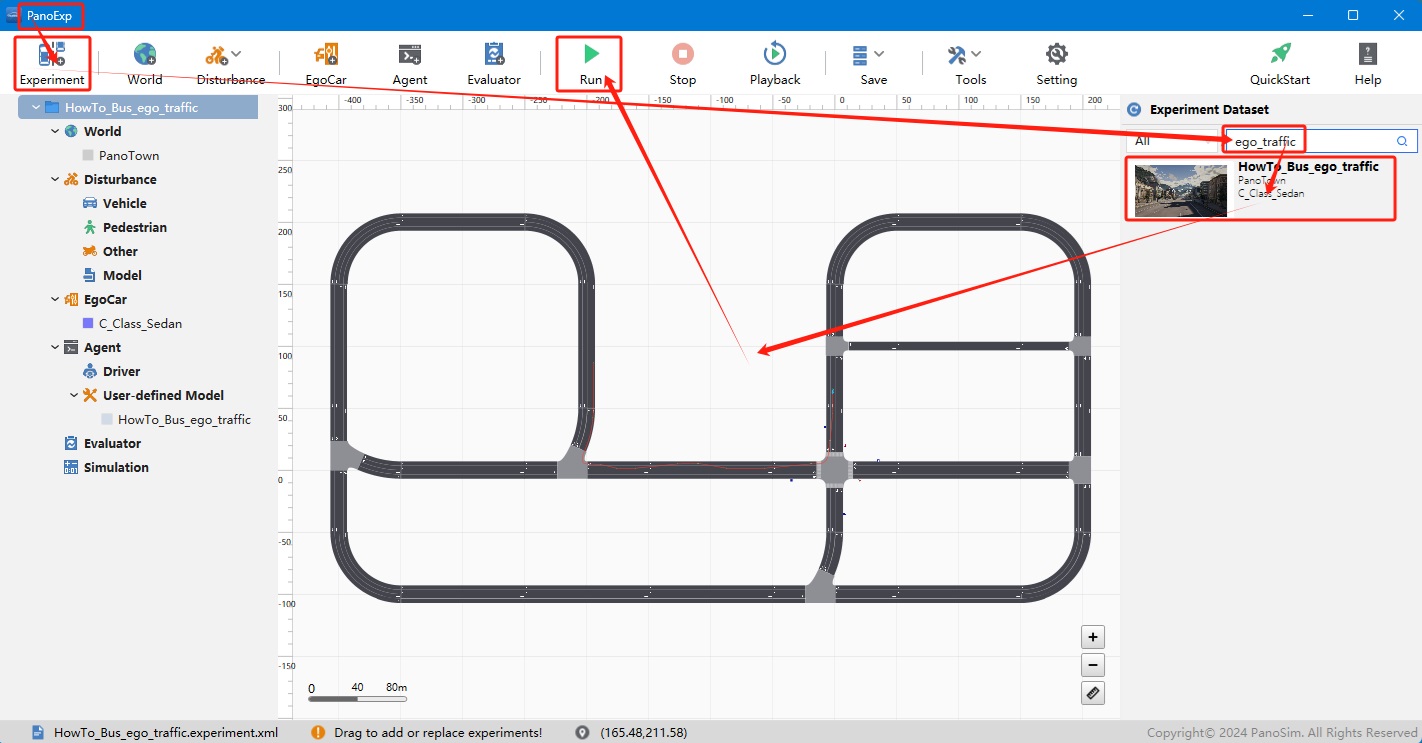 PanoExp
Experiment World Disturbance EgoCar Agent Evaluator Run Stop Playback Save Tools Setting QuickStart Help
HowTo_Bus_ego_traffic
World
PanoTown
Disturbance
Vehicle
Pedestrian
Other
Model
EgoCar
C_Class_Sedan
Agent
Driver
User-defined Model
HowTo_Bus_ego_traffic
Evaluator
Simulation
-400 -350 -300 -250 -200 -150 -100 -50 0 50 100 150 200
300
250
200
150
100
50
0
-50
-100
-150
0 40 80m
Experiment Dataset
All
ego_traffic
HowTo_Bus_ego_traffic
PanoTown
C_Class_Sedan
+
−
HowTo_Bus_ego_traffic.experiment.xml
Drag to add or replace experiments!
(165.48,211.58)
Copyright© 2024 PanoSim. All Rights Reserved